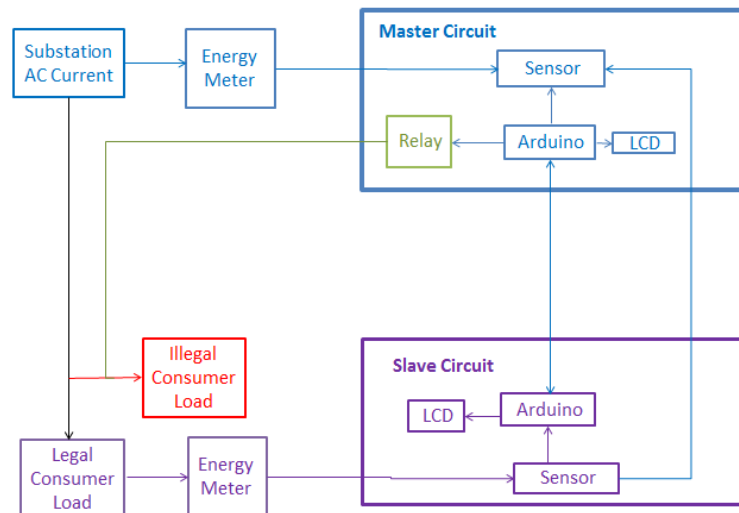 Master Circuit
Substation
AC Current
Energy
Meter
Sensor
Relay
Arduino
LCD
Illegal
Consumer
Load
Slave Circuit
LCD
Arduino
Legal
Consumer
Load
Energy
Meter
Sensor